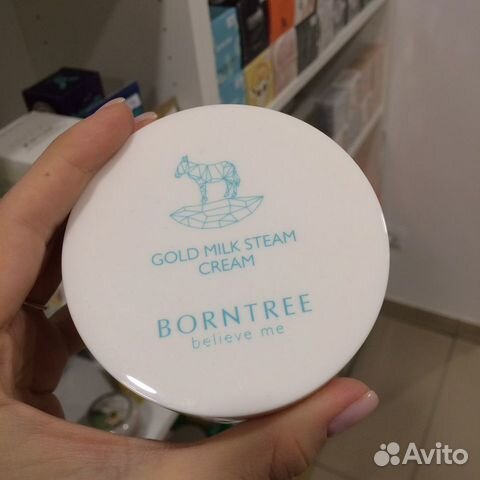 GOLD MILK STEAM
CREAM
BORNTREE
believe me
Avito